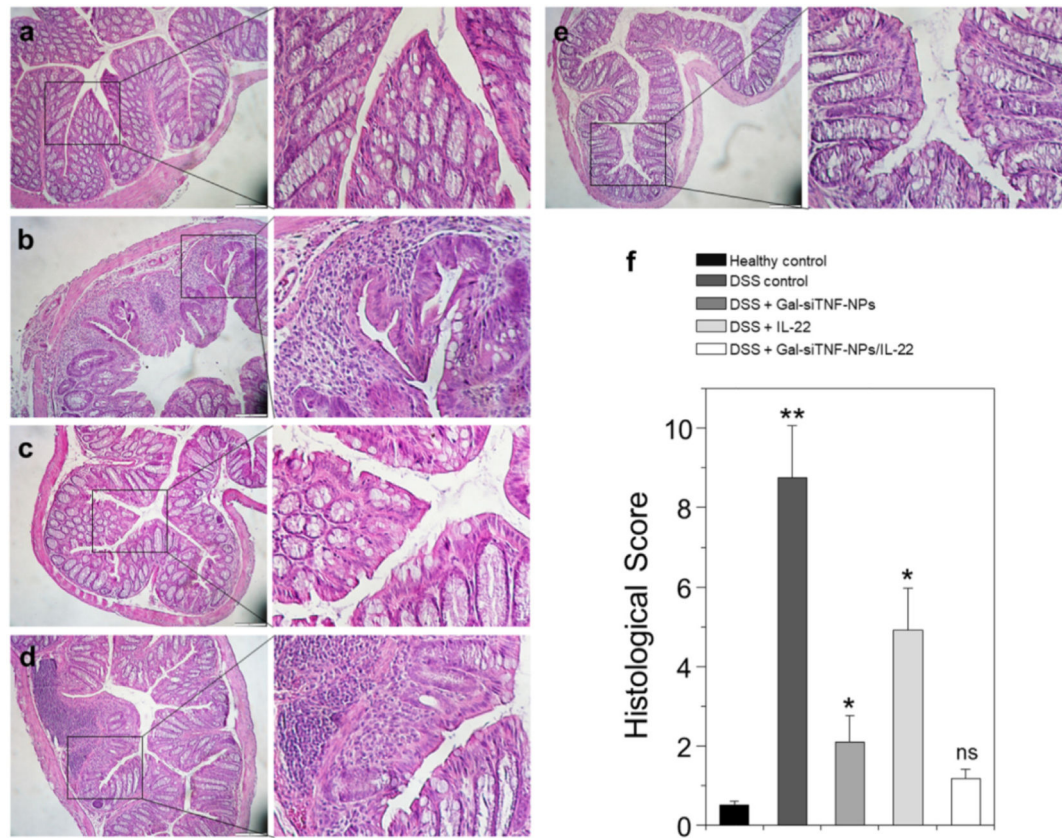 a
e
b
c
d
f
Healthy control
DSS control
DSS + Gal-siTNF-NPs
DSS + IL-22
DSS + Gal-siTNF-NPs/IL-22
Histological Score
10
8
6
4
2
0
**
*
*
ns